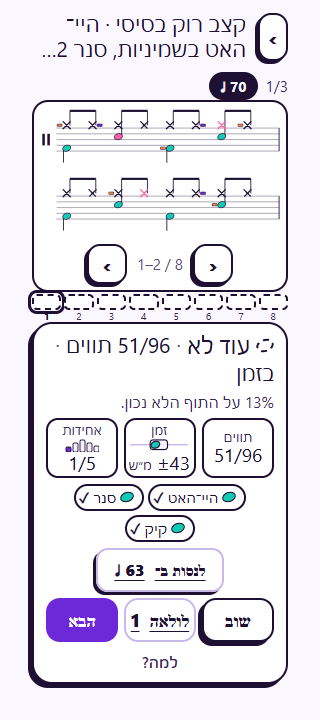 קצב רוק בסיסי · היי־
האט בשמיניות, סנר 2...
1/3 ♩ 70
1–2 / 8
1 2 3 4 5 6 7 8
עוד לא · 51/96 תווים ·
בזמן
13% על התוף הלא נכון.
תווים זמן אחידות
51/96 ±43 מ״ש 1/5
היי־האט ✓ סנר ✓
קיק ✓
לנסות ב־ 63 ♩
שוב לולאה 1 הבא
למה?